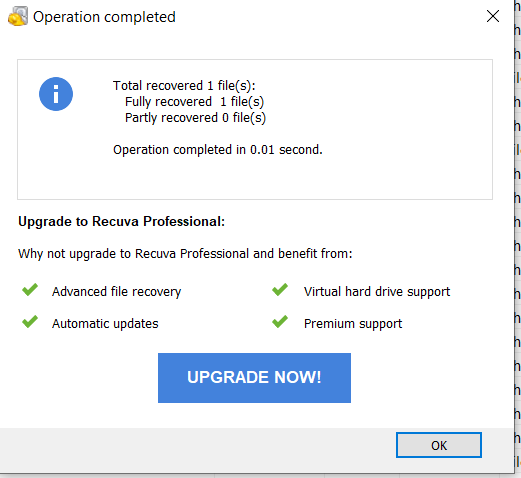 Operation completed
Total recovered 1 file(s):
Fully recovered 1 file(s)
Partly recovered 0 file(s)
Operation completed in 0.01 second.
Upgrade to Recuva Professional:
Why not upgrade to Recuva Professional and benefit from:
Advanced file recovery
Virtual hard drive support
Automatic updates
Premium support
UPGRADE NOW!
OK